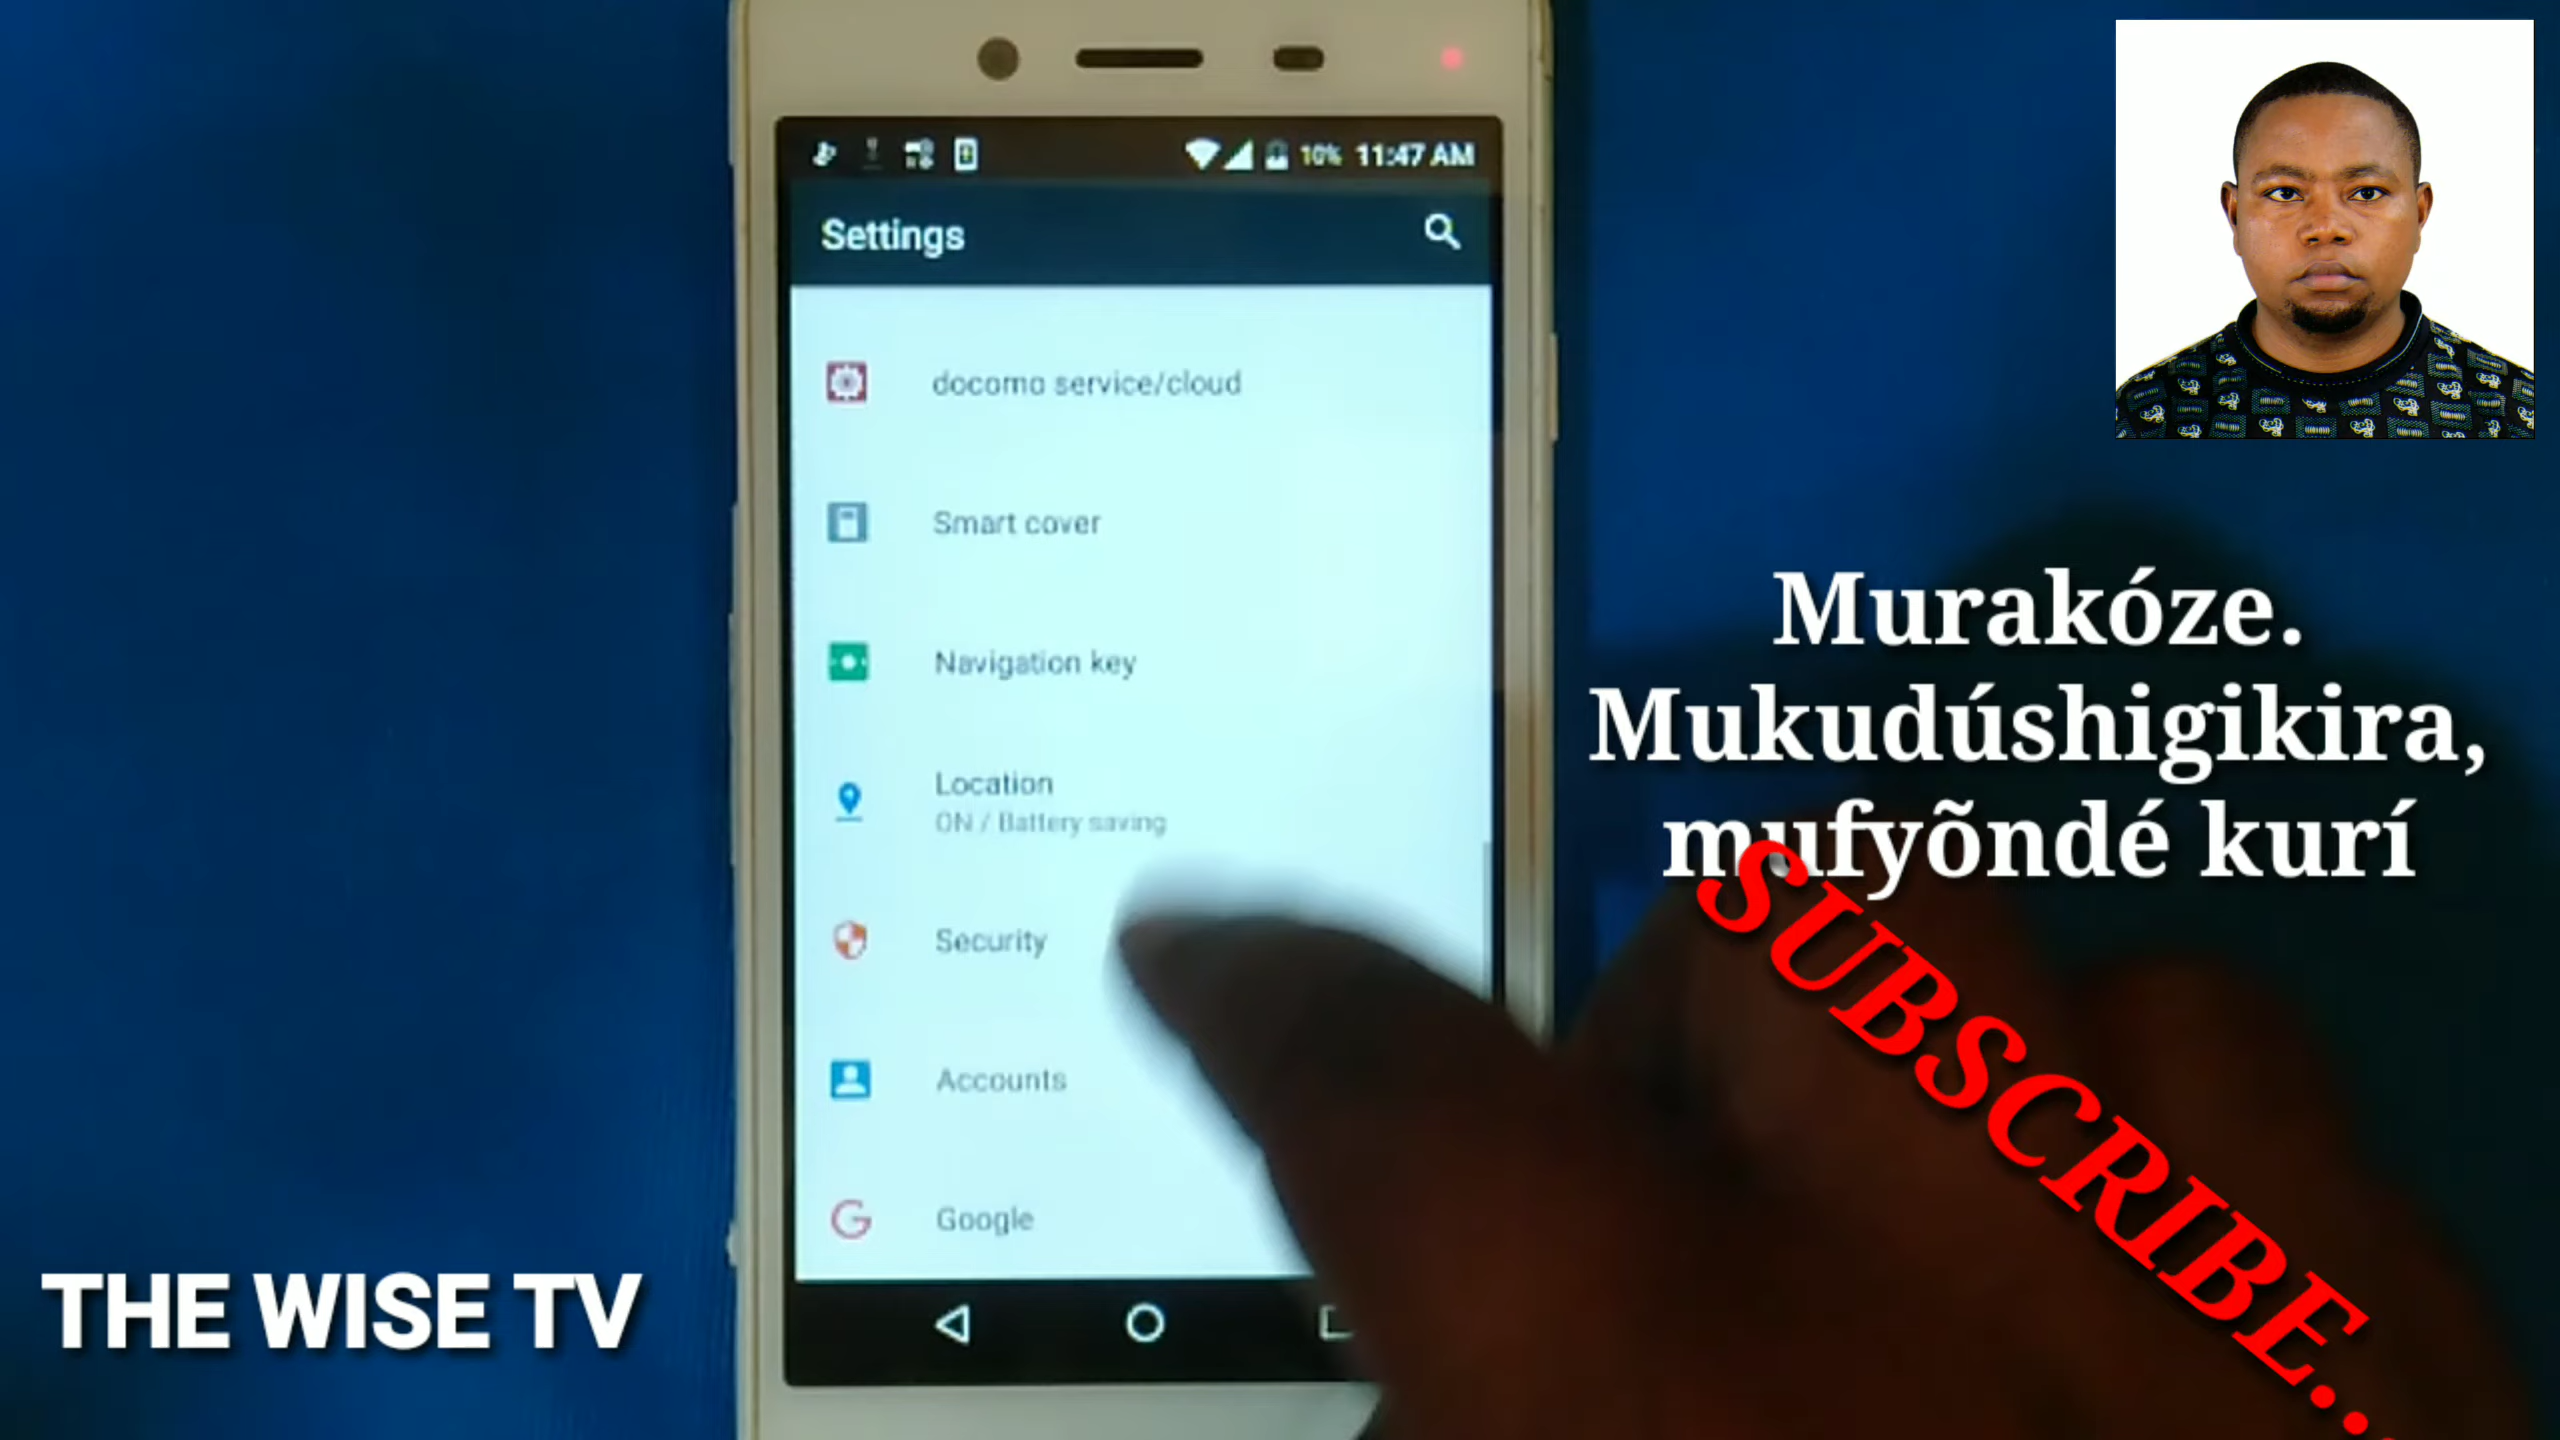 10% 11:47 AM
Settings
docomo service/cloud
Smart cover
Navigation key
Location
ON / Battery saving
Security
Accounts
Google
Murakóze.
Mukudúshigikira,
mufyõndé kurí
SUBSCRIBE...
THE WISE TV